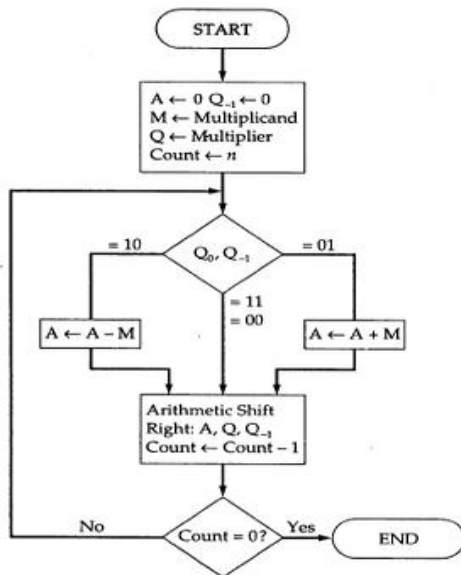 START
A ← 0 Q₋₁ ← 0
M ← Multiplicand
Q ← Multiplier
Count ← n
= 10
Q₀, Q₋₁
= 01
= 11
= 00
A ← A − M
A ← A + M
Arithmetic Shift
Right: A, Q, Q₋₁
Count ← Count − 1
No
Count = 0?
Yes
END